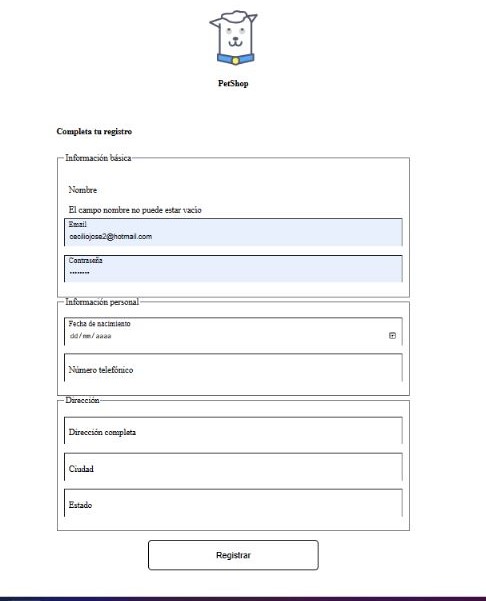 PetShop
Completa tu registro
Información básica
Nombre
El campo nombre no puede estar vacío
Email
ceciliojose2@hotmail.com
Contraseña
••••••••
Información personal
Fecha de nacimiento
dd/mm/aaaa
Número telefónico
Dirección
Dirección completa
Ciudad
Estado
Registrar